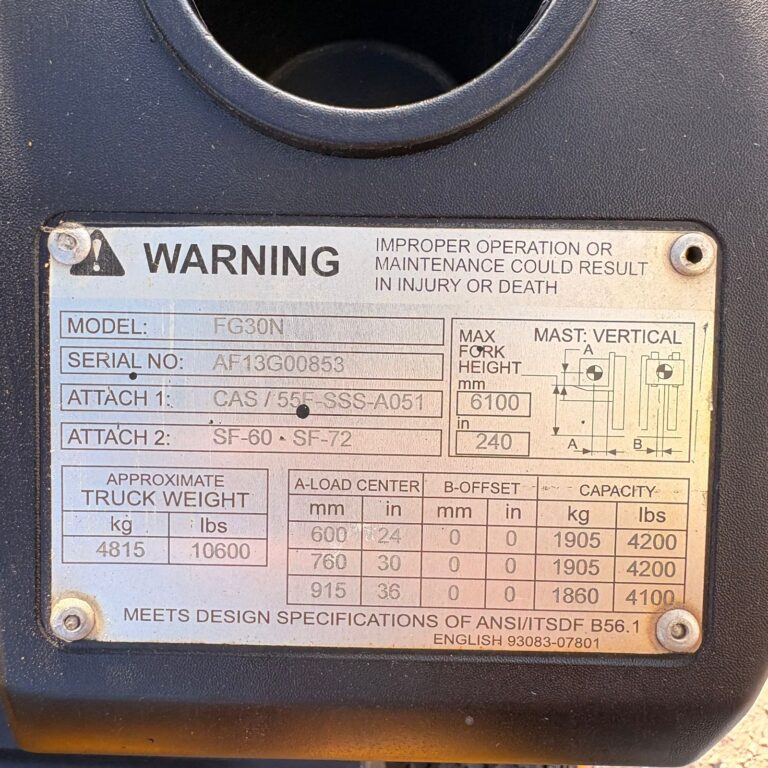 WARNING
IMPROPER OPERATION OR
MAINTENANCE COULD RESULT
IN INJURY OR DEATH
MODEL: FG30N
SERIAL NO: AF13G00853
ATTACH 1: CAS / 55F-SSS-A051
ATTACH 2: SF-60 SF-72
MAX
FORK
HEIGHT
mm
6100
in
240
MAST: VERTICAL
A
A B
APPROXIMATE
TRUCK WEIGHT
kg lbs
4815 10600
A-LOAD CENTER B-OFFSET CAPACITY
mm in mm in kg lbs
600 24 0 0 1905 4200
760 30 0 0 1905 4200
915 36 0 0 1860 4100
MEETS DESIGN SPECIFICATIONS OF ANSI/ITSDF B56.1
ENGLISH 93083-07801